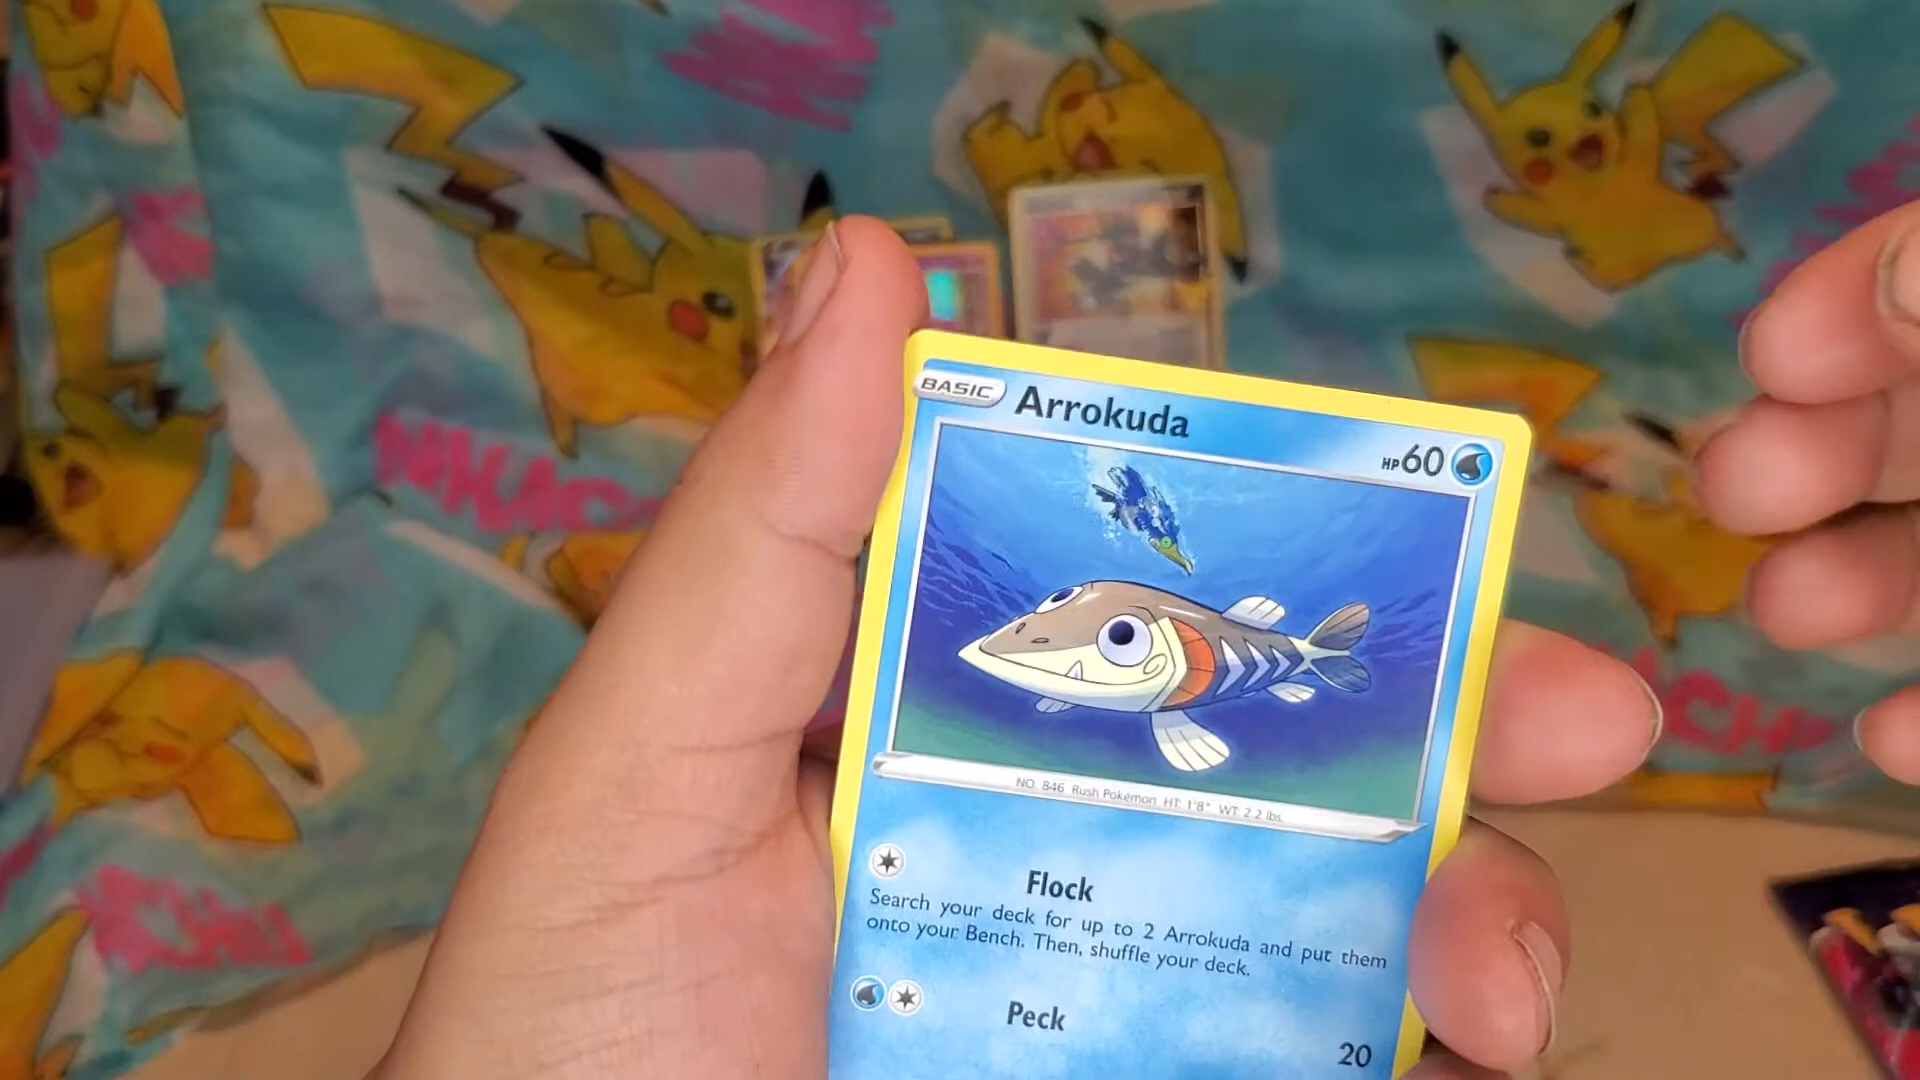 BASIC Arrokuda HP60
NO. 846 Rush Pokémon HT: 1'8" WT: 2.2 lbs.
Flock
Search your deck for up to 2 Arrokuda and put them
onto your Bench. Then, shuffle your deck.
Peck
20